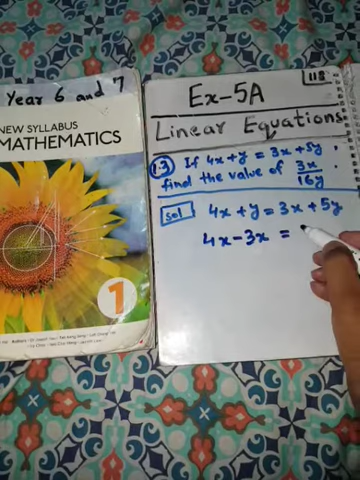 Year 6 and 7
NEW SYLLABUS
MATHEMATICS
1
118
Ex-5A
Linear Equations
13 If 4x+y = 3x+5y,
find the value of 3x/16y
Sol 4x+y = 3x+5y
4x-3x =